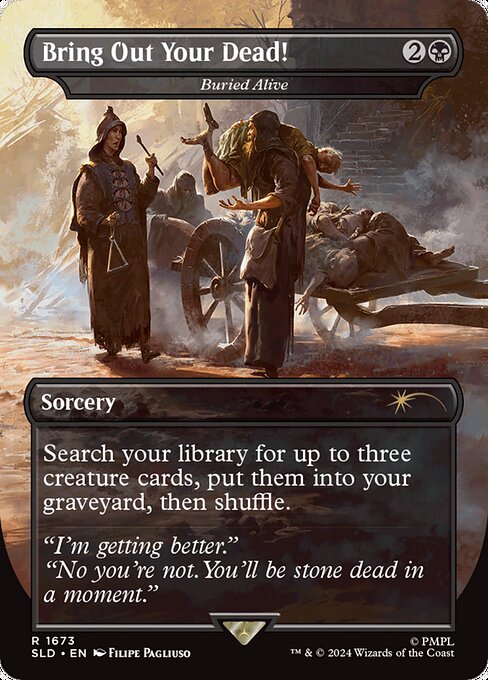 Bring Out Your Dead! 2
Buried Alive
Sorcery
Search your library for up to three
creature cards, put them into your
graveyard, then shuffle.
“I’m getting better.”
“No you’re not. You’ll be stone dead in
a moment.”
R 1673
SLD • EN Filipe Pagliuso
© PMPL
™ & © 2024 Wizards of the Coast